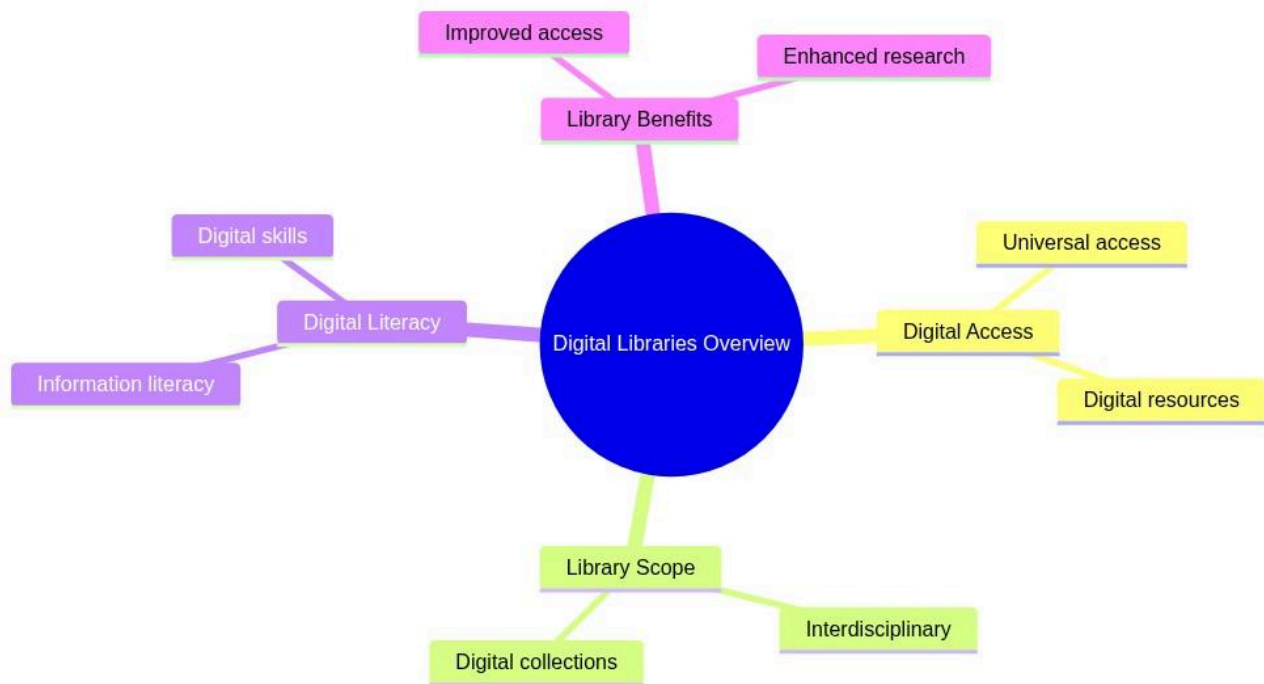 Improved access
Enhanced research
Library Benefits
Digital skills
Universal access
Digital Literacy
Digital Access
Digital Libraries Overview
Information literacy
Digital resources
Library Scope
Interdisciplinary
Digital collections